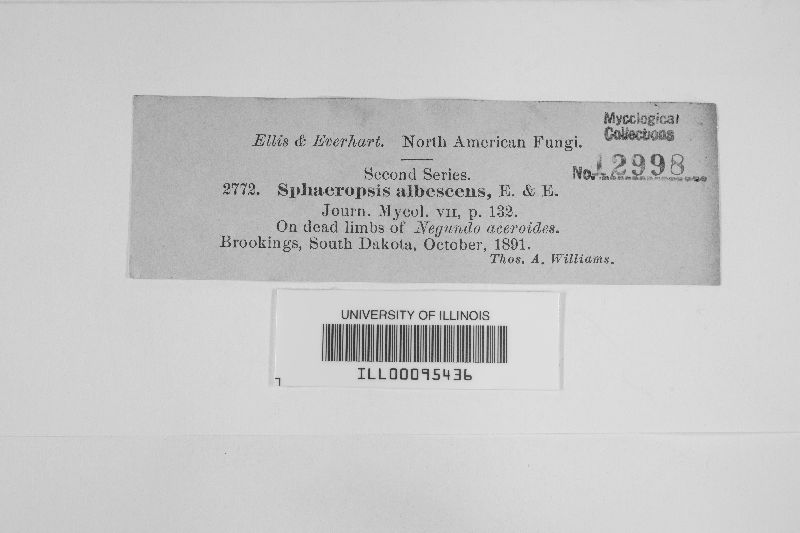 Ellis & Everhart. North American Fungi.
Mycological
Collections
No. 12998
Second Series.
2772. Sphaeropsis albescens, E. & E.
Journ. Mycol. VII, p. 132.
On dead limbs of Negundo aceroides.
Brookings, South Dakota, October, 1891.
Thos. A. Williams.
UNIVERSITY OF ILLINOIS
ILL00095436
7